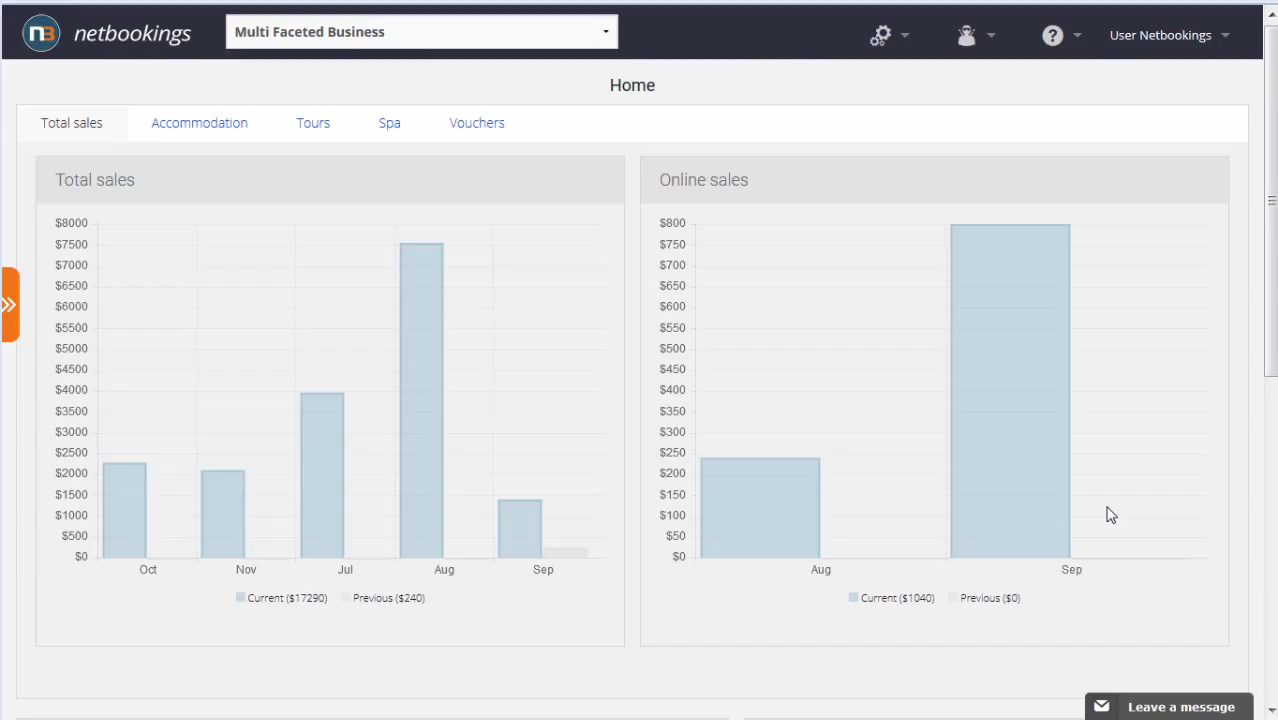 n3 netbookings
Multi Faceted Business
User Netbookings
Home
Total sales
Accommodation
Tours
Spa
Vouchers
Total sales
$8000
$7500
$7000
$6500
$6000
$5500
$5000
$4500
$4000
$3500
$3000
$2500
$2000
$1500
$1000
$500
$0
Oct
Nov
Jul
Aug
Sep
Current ($17290)
Previous ($240)
Online sales
$800
$750
$700
$650
$600
$550
$500
$450
$400
$350
$300
$250
$200
$150
$100
$50
$0
Aug
Sep
Current ($1040)
Previous ($0)
Leave a message